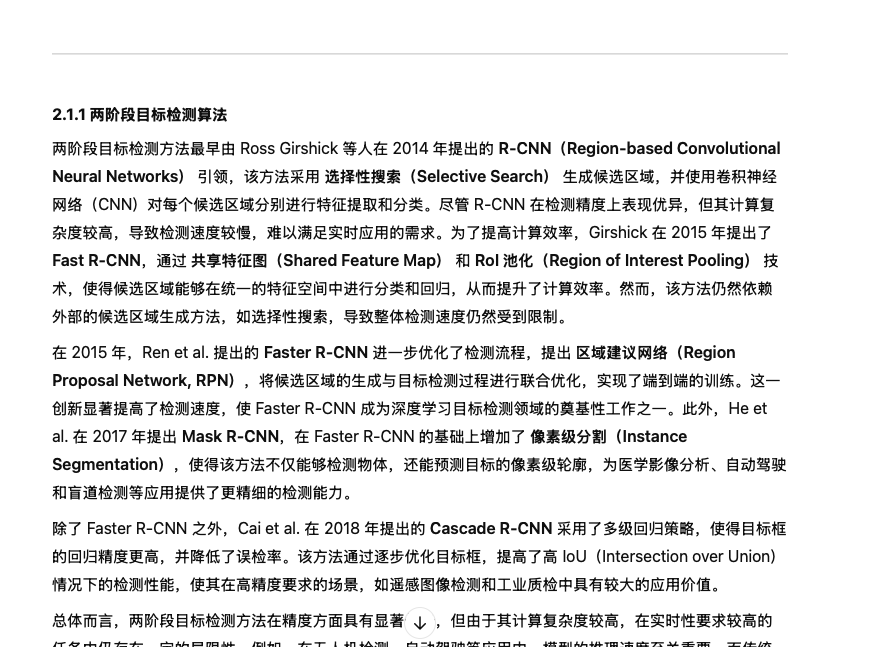 2.1.1 两阶段目标检测算法
两阶段目标检测方法最早由 Ross Girshick 等人在 2014 年提出的 R-CNN（Region-based Convolutional
Neural Networks） 引领，该方法采用 选择性搜索（Selective Search） 生成候选区域，并使用卷积神经
网络（CNN）对每个候选区域分别进行特征提取和分类。尽管 R-CNN 在检测精度上表现优异，但其计算复
杂度较高，导致检测速度较慢，难以满足实时应用的需求。为了提高计算效率，Girshick 在 2015 年提出了
Fast R-CNN，通过 共享特征图（Shared Feature Map） 和 RoI 池化（Region of Interest Pooling） 技
术，使得候选区域能够在统一的特征空间中进行分类和回归，从而提升了计算效率。然而，该方法仍然依赖
外部的候选区域生成方法，如选择性搜索，导致整体检测速度仍然受到限制。
在 2015 年，Ren et al. 提出的 Faster R-CNN 进一步优化了检测流程，提出 区域建议网络（Region
Proposal Network, RPN），将候选区域的生成与目标检测过程进行联合优化，实现了端到端的训练。这一
创新显著提高了检测速度，使 Faster R-CNN 成为深度学习目标检测领域的奠基性工作之一。此外，He et
al. 在 2017 年提出 Mask R-CNN，在 Faster R-CNN 的基础上增加了 像素级分割（Instance
Segmentation），使得该方法不仅能够检测物体，还能预测目标的像素级轮廓，为医学影像分析、自动驾驶
和盲道检测等应用提供了更精细的检测能力。
除了 Faster R-CNN 之外，Cai et al. 在 2018 年提出的 Cascade R-CNN 采用了多级回归策略，使得目标框
的回归精度更高，并降低了误检率。该方法通过逐步优化目标框，提高了高 IoU（Intersection over Union）
情况下的检测性能，使其在高精度要求的场景，如遥感图像检测和工业质检中具有较大的应用价值。
总体而言，两阶段目标检测方法在精度方面具有显著，但由于其计算复杂度较高，在实时性要求较高的